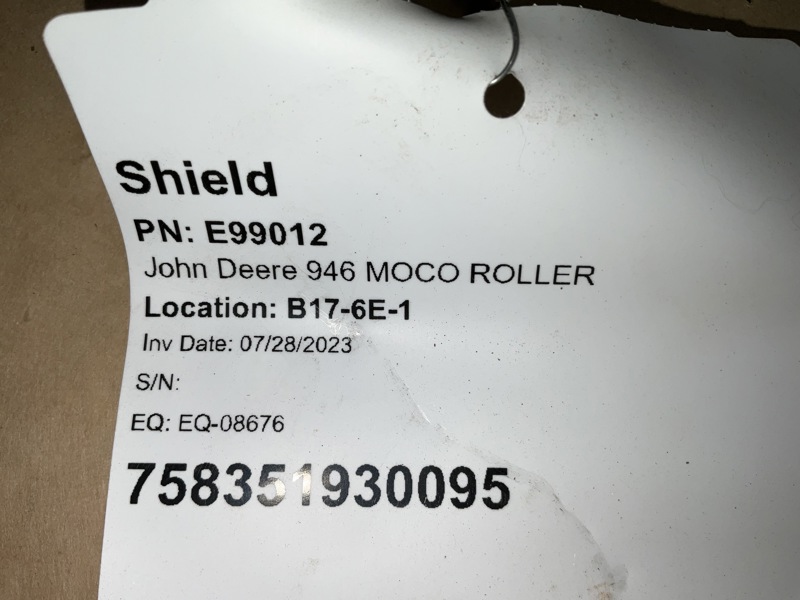 Shield
PN: E99012
John Deere 946 MOCO ROLLER
Location: B17-6E-1
Inv Date: 07/28/2023
S/N:
EQ: EQ-08676
758351930095